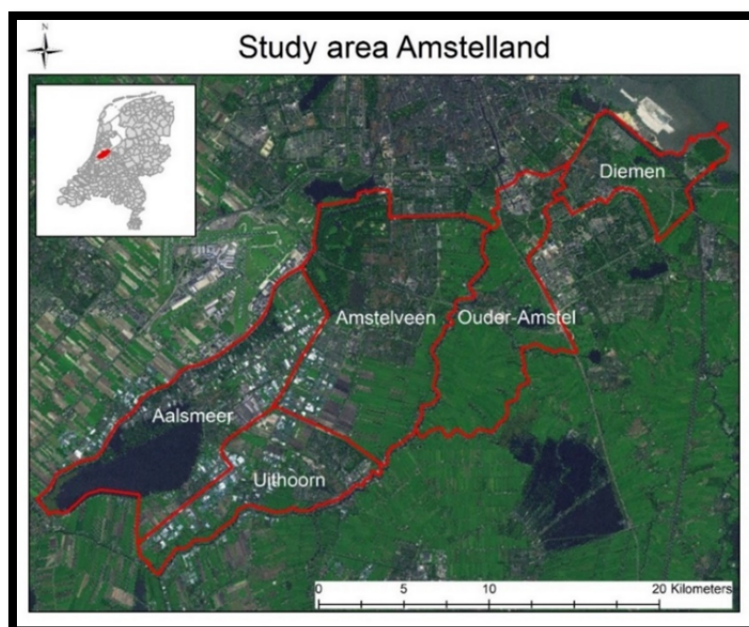 N
Study area Amstelland
Diemen
Amstelveen
Ouder-Amstel
Aalsmeer
Uithoorn
0 5 10 20 Kilometers